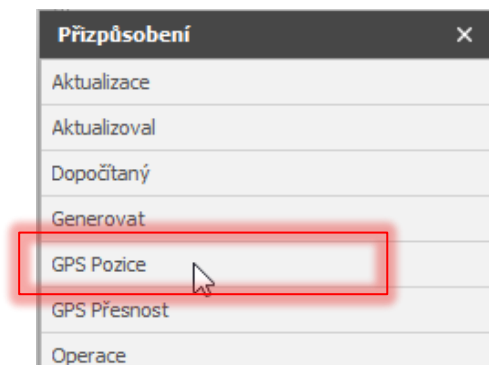 Přizpůsobení
Aktualizace
Aktualizoval
Dopočítaný
Generovat
GPS Pozice
GPS Přesnost
Operace